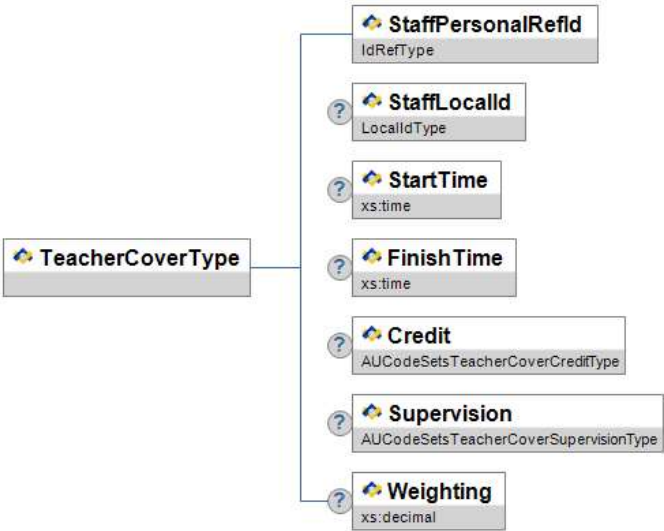 StaffPersonalRefId
IdRefType
?
StaffLocalId
LocalIdType
?
StartTime
xs:time
TeacherCoverType
?
FinishTime
xs:time
?
Credit
AUCodeSetsTeacherCoverCreditType
?
Supervision
AUCodeSetsTeacherCoverSupervisionType
?
Weighting
xs:decimal